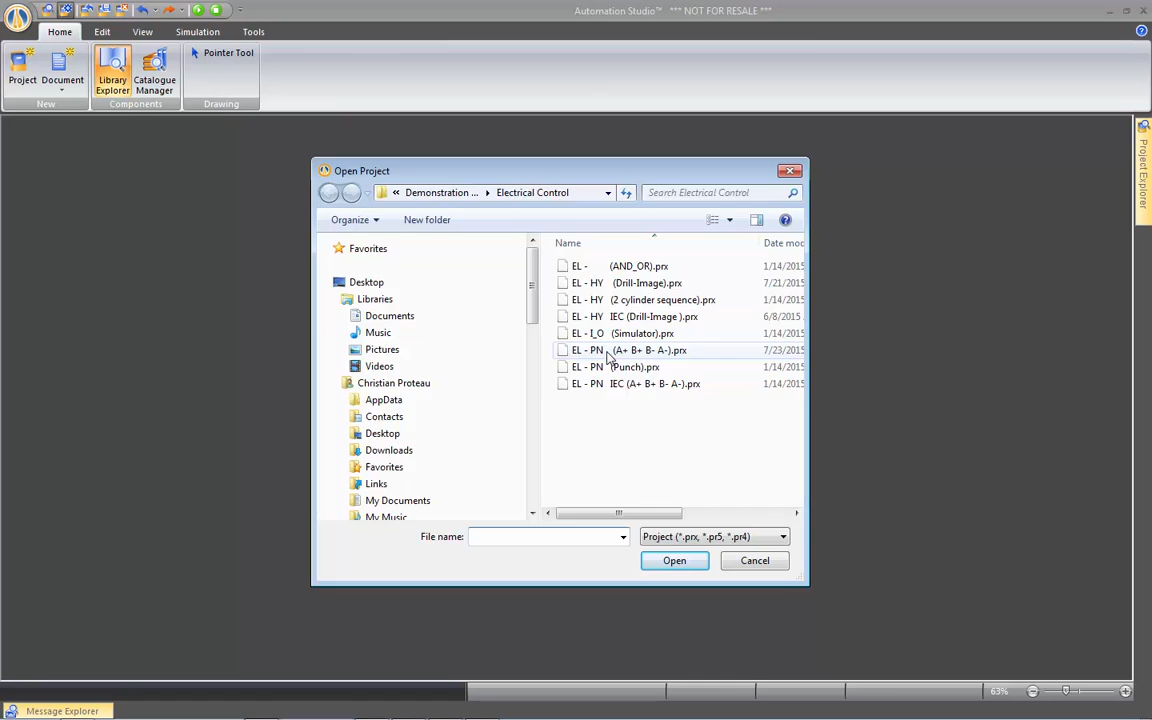 Automation Studio™ *** NOT FOR RESALE ***
Home Edit View Simulation Tools
Project Document Library Explorer Catalogue Manager Pointer Tool
New Components Drawing
Project Explorer
Open Project
« Demonstration ... Electrical Control Search Electrical Control
Organize New folder
Name Date mod
Favorites
EL - (AND_OR).prx 1/14/2015
Desktop EL - HY (Drill-Image).prx 7/21/2015
Libraries EL - HY (2 cylinder sequence).prx 1/14/2015
Documents EL - HY IEC (Drill-Image ).prx 6/8/2015
Music EL - I_O (Simulator).prx 1/14/2015
Pictures EL - PN (A+ B+ B- A-).prx 7/23/2015
Videos EL - PN (Punch).prx 1/14/2015
Christian Proteau EL - PN IEC (A+ B+ B- A-).prx 1/14/2015
AppData
Contacts
Desktop
Downloads
Favorites
Links
My Documents
My Music
File name: Project (*.prx, *.pr5, *.pr4)
Open Cancel
63%
Message Explorer